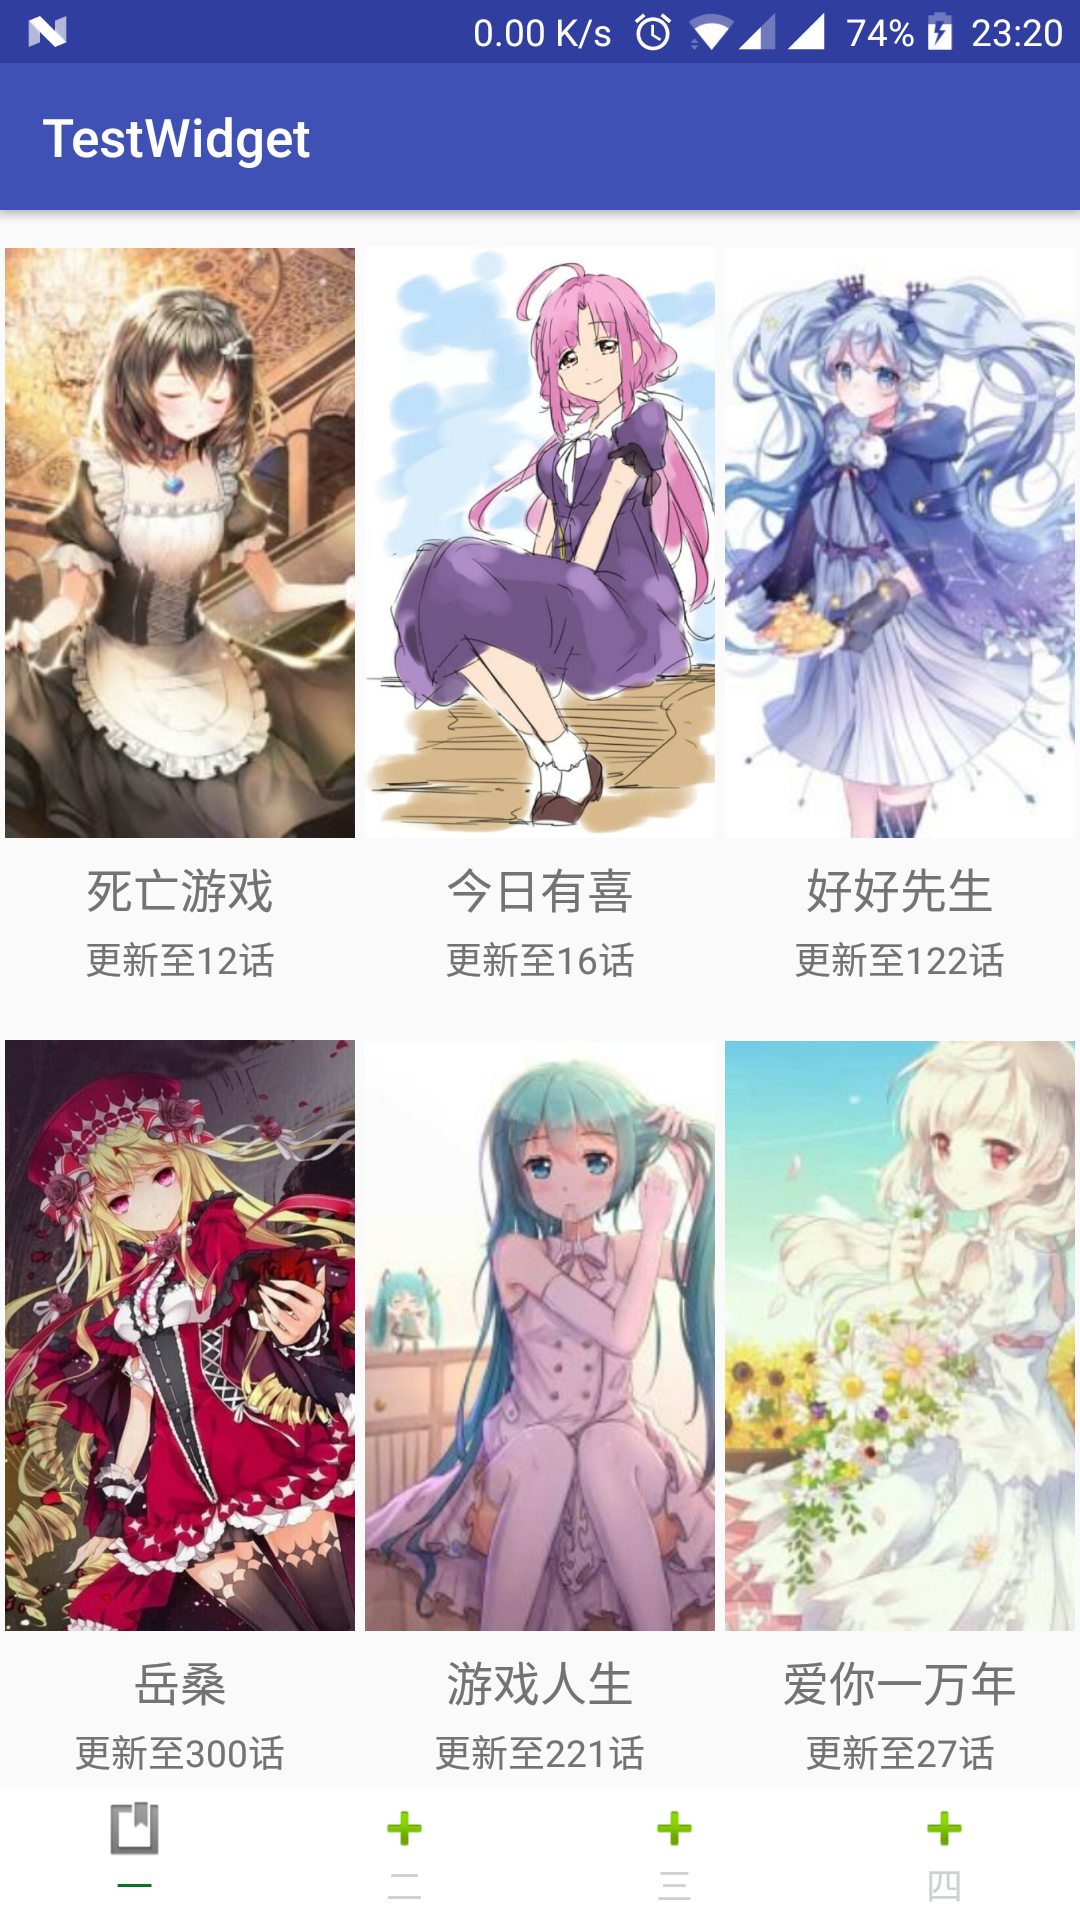 0.00 K/s 74% 23:20
TestWidget
死亡游戏 今日有喜 好好先生
更新至12话 更新至16话 更新至122话
岳桑 游戏人生 爱你一万年
更新至300话 更新至221话 更新至27话
一 二 三 四